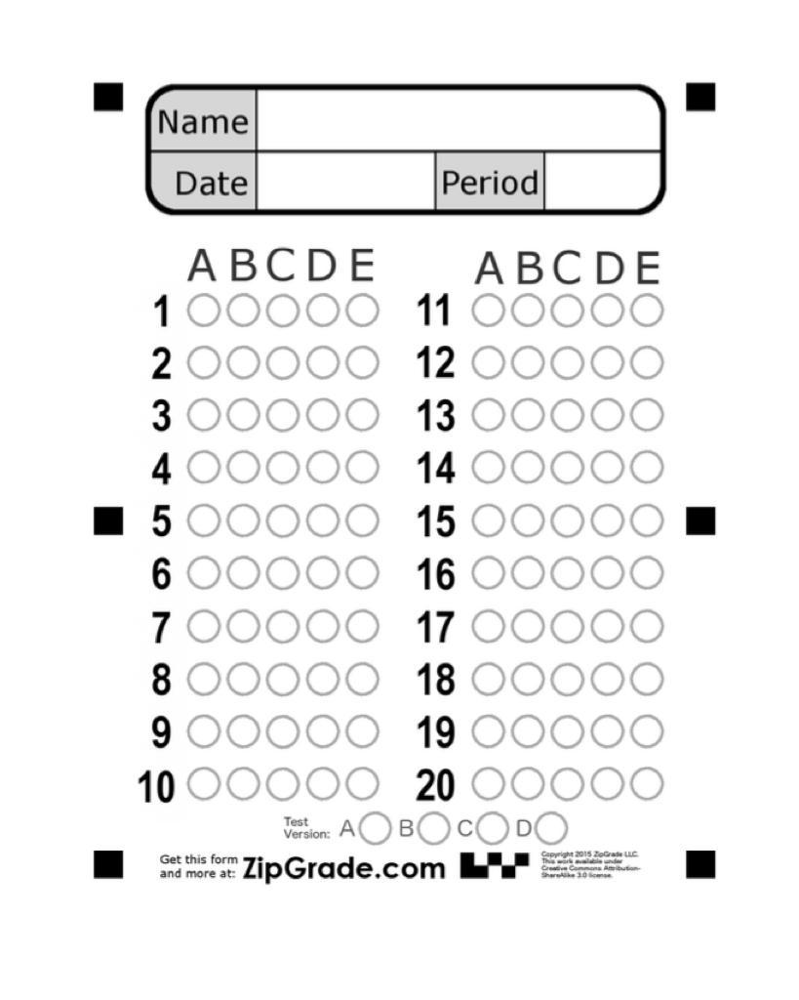 Name
Date Period
A B C D E A B C D E
1 11
2 12
3 13
4 14
5 15
6 16
7 17
8 18
9 19
10 20
Test
Version: A B C D
Get this form
and more at: ZipGrade.com
Copyright 2015 ZipGrade LLC.
This work available under
Creative Commons Attribution-
ShareAlike 3.0 license.